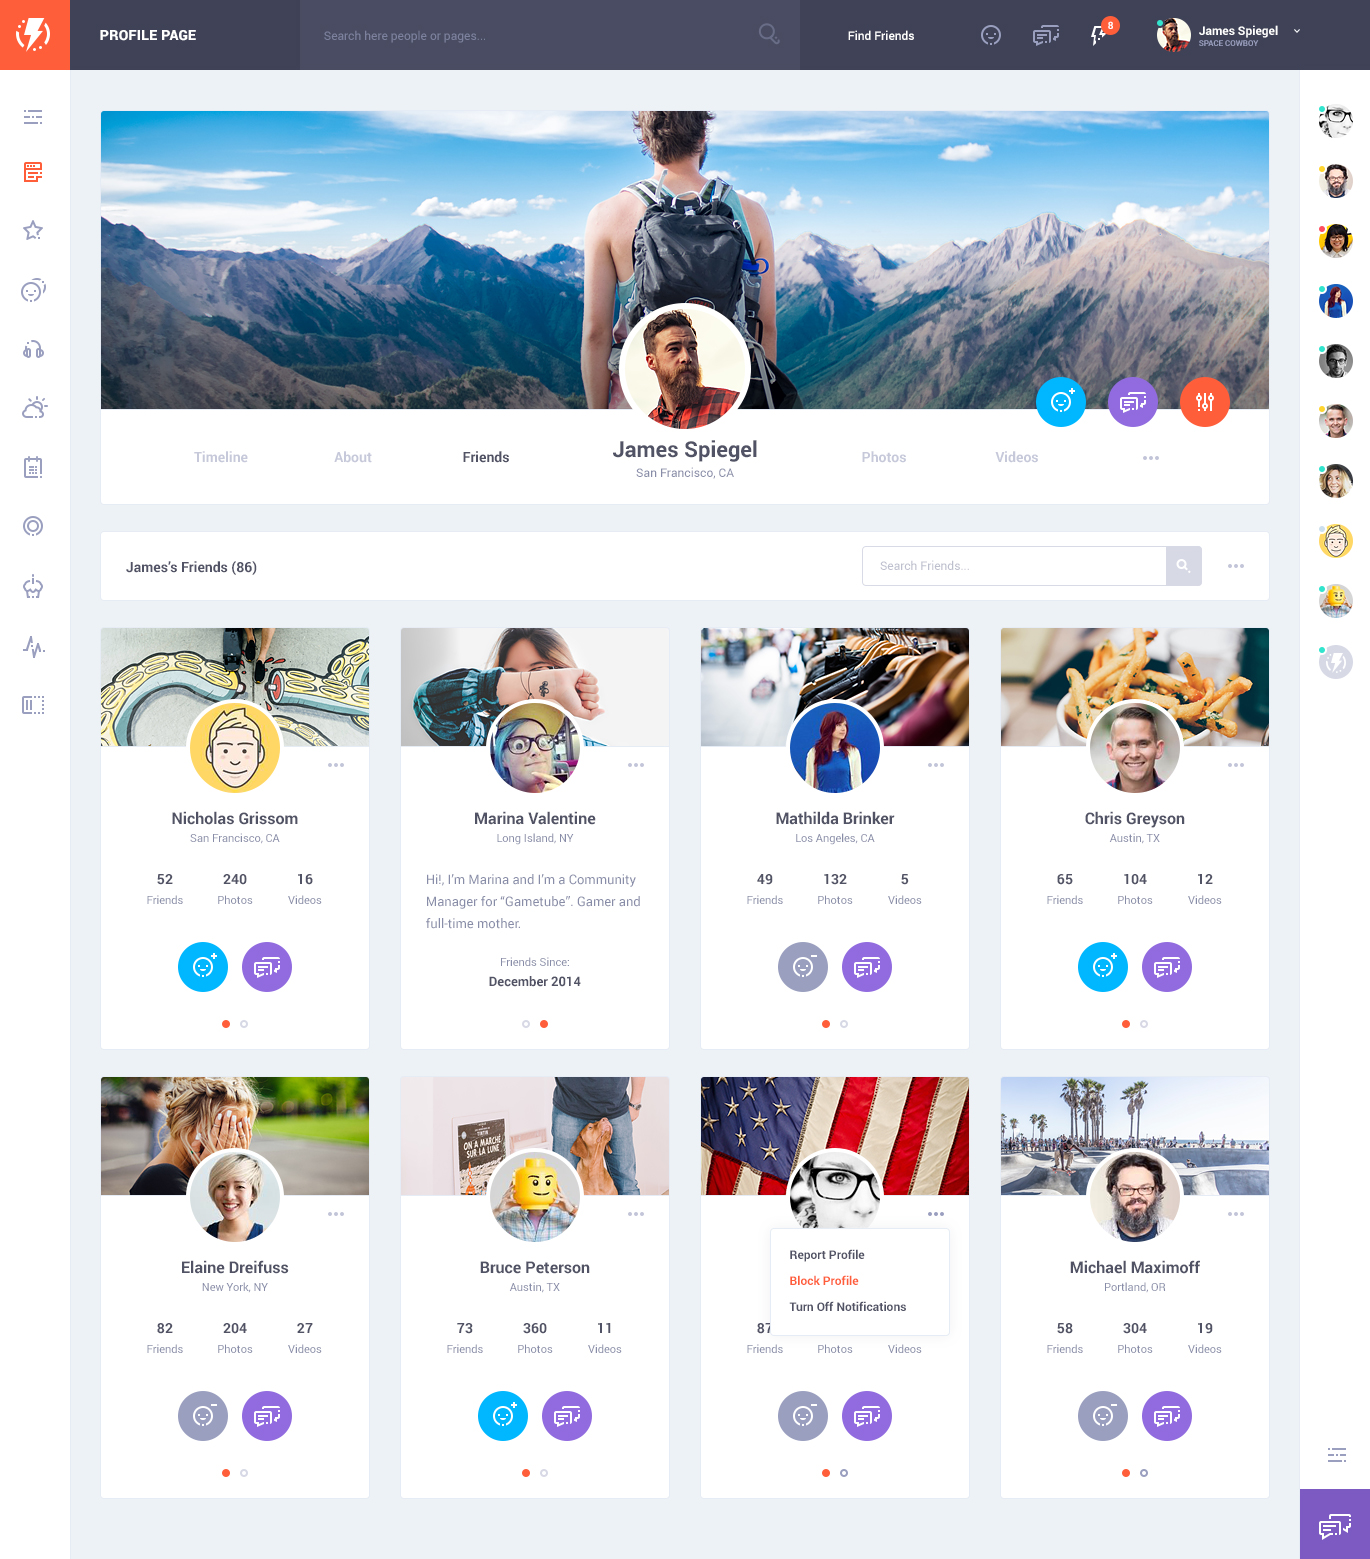 PROFILE PAGE
Search here people or pages...
Find Friends
8
James Spiegel
SPACE COWBOY
Timeline
About
Friends
James Spiegel
San Francisco, CA
Photos
Videos
James's Friends (86)
Search Friends...
Nicholas Grissom
San Francisco, CA
52 240 16
Friends Photos Videos
Marina Valentine
Long Island, NY
Hi!, I'm Marina and I'm a Community
Manager for “Gametube”. Gamer and
full-time mother.
Friends Since:
December 2014
Mathilda Brinker
Los Angeles, CA
49 132 5
Friends Photos Videos
Chris Greyson
Austin, TX
65 104 12
Friends Photos Videos
Elaine Dreifuss
New York, NY
82 204 27
Friends Photos Videos
TINTIN
ON A MARCHÉ
SUR LA LUNE
Bruce Peterson
Austin, TX
73 360 11
Friends Photos Videos
Report Profile
Block Profile
Turn Off Notifications
87
Friends Photos Videos
Michael Maximoff
Portland, OR
58 304 19
Friends Photos Videos